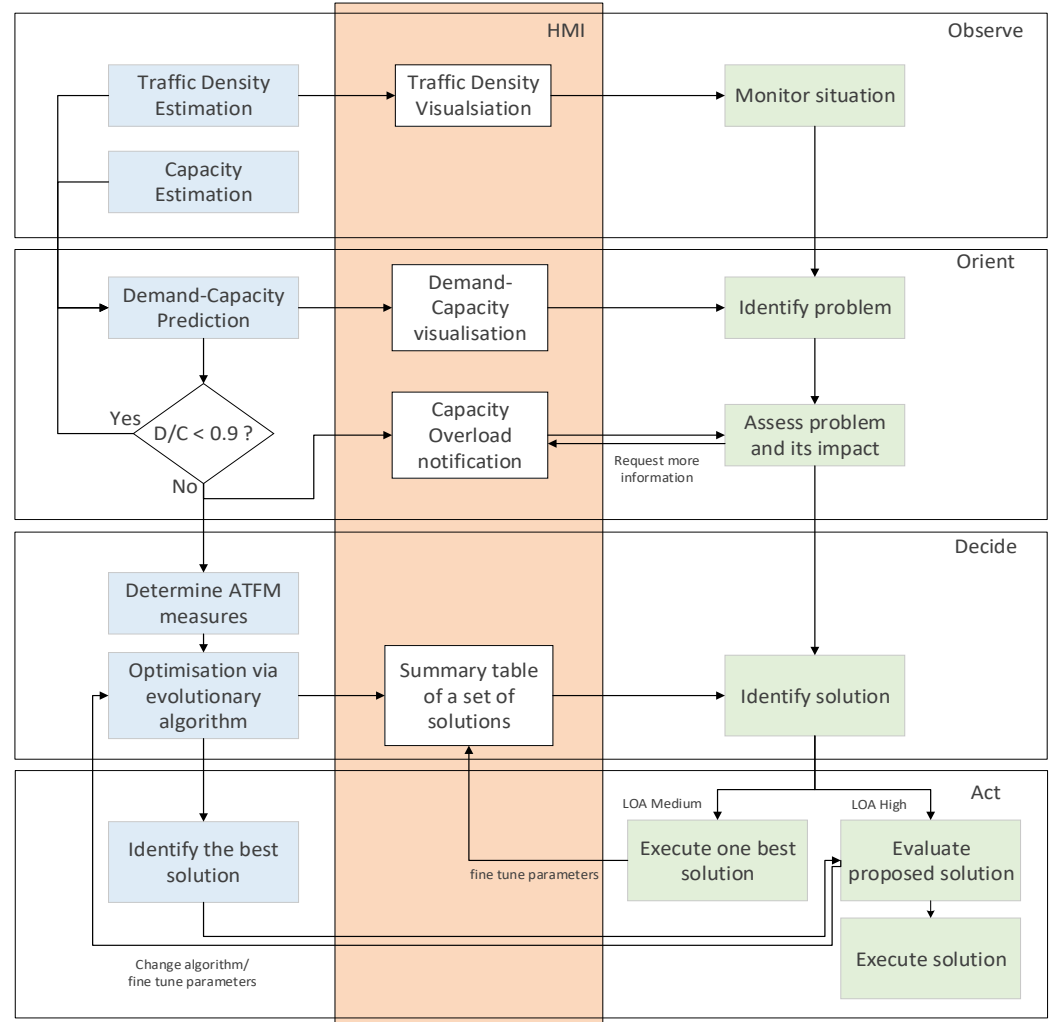 HMI
Observe
Traffic Density
Estimation
Traffic Density
Visualsiation
Monitor situation
Capacity
Estimation
Orient
Demand-Capacity
Prediction
Demand-
Capacity
visualisation
Identify problem
Yes
D/C < 0.9 ?
No
Capacity
Overload
notification
Assess problem
and its impact
Request more
information
Decide
Determine ATFM
measures
Optimisation via
evolutionary
algorithm
Summary table
of a set of
solutions
Identify solution
Act
LOA Medium
LOA High
Identify the best
solution
fine tune parameters
Execute one best
solution
Evaluate
proposed solution
Execute solution
Change algorithm/
fine tune parameters